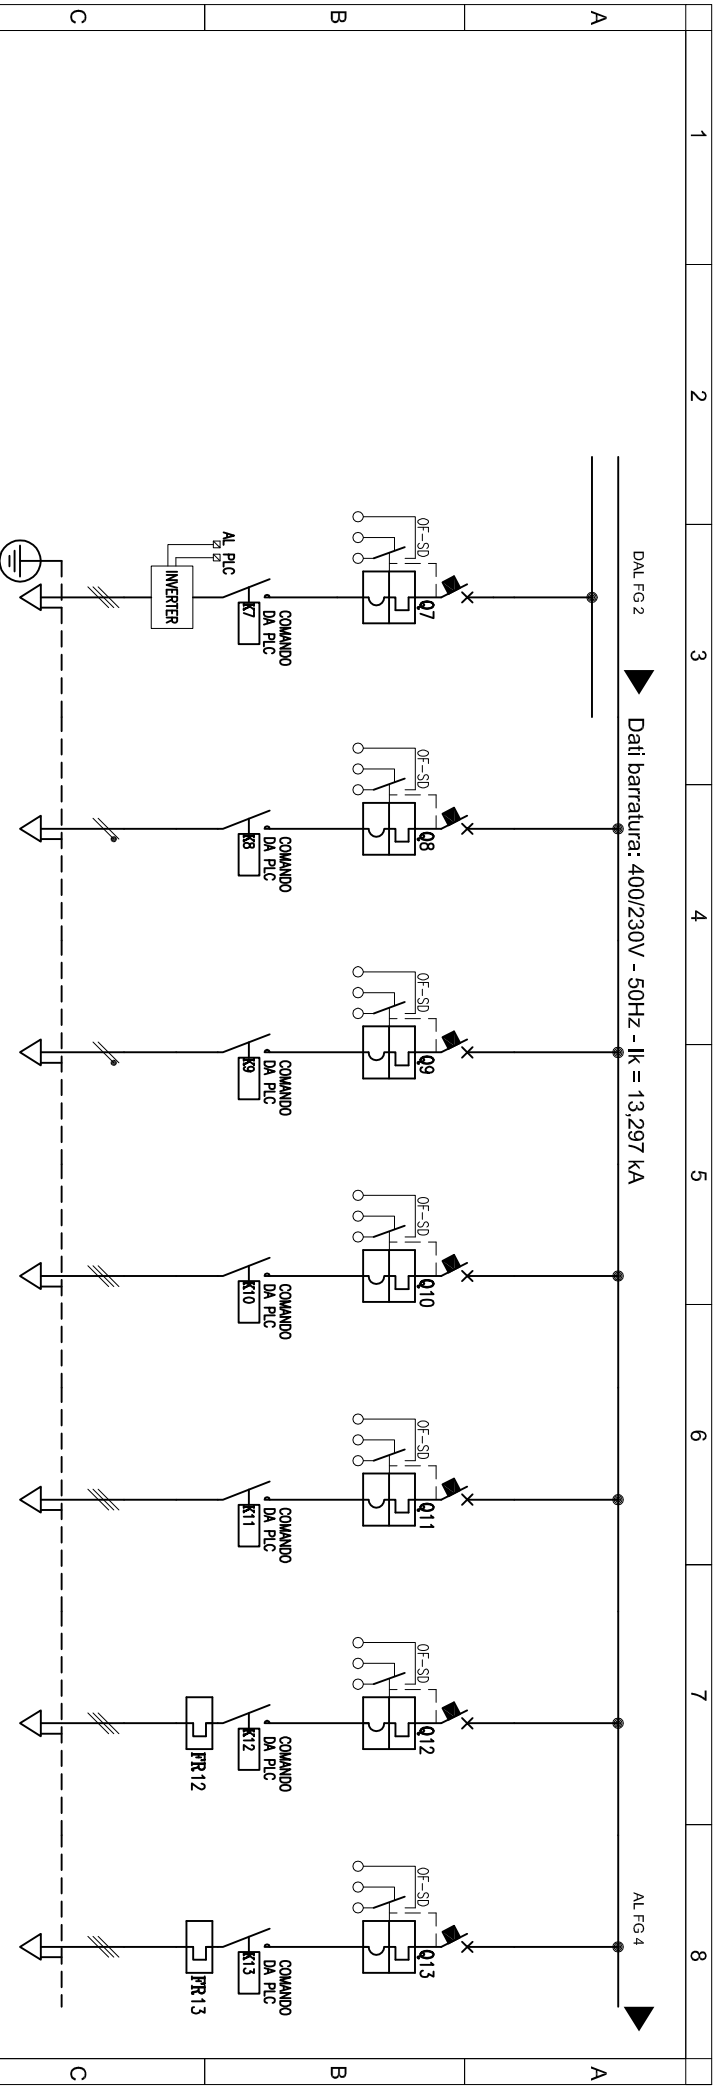 1
2
3
4
5
6
7
8
A
A
DAL FG 2
Dati barratura: 400/230V - 50Hz - Ik = 13,297 kA
AL FG 4
B
B
OF-SD
Q7
OF-SD
Q8
OF-SD
Q9
OF-SD
Q10
OF-SD
Q11
OF-SD
Q12
OF-SD
Q13
COMANDO
DA PLC
K7
COMANDO
DA PLC
K8
COMANDO
DA PLC
K9
COMANDO
DA PLC
K10
COMANDO
DA PLC
K11
COMANDO
DA PLC
K12
COMANDO
DA PLC
K13
AL PLC
INVERTER
FR12
FR13
C
C